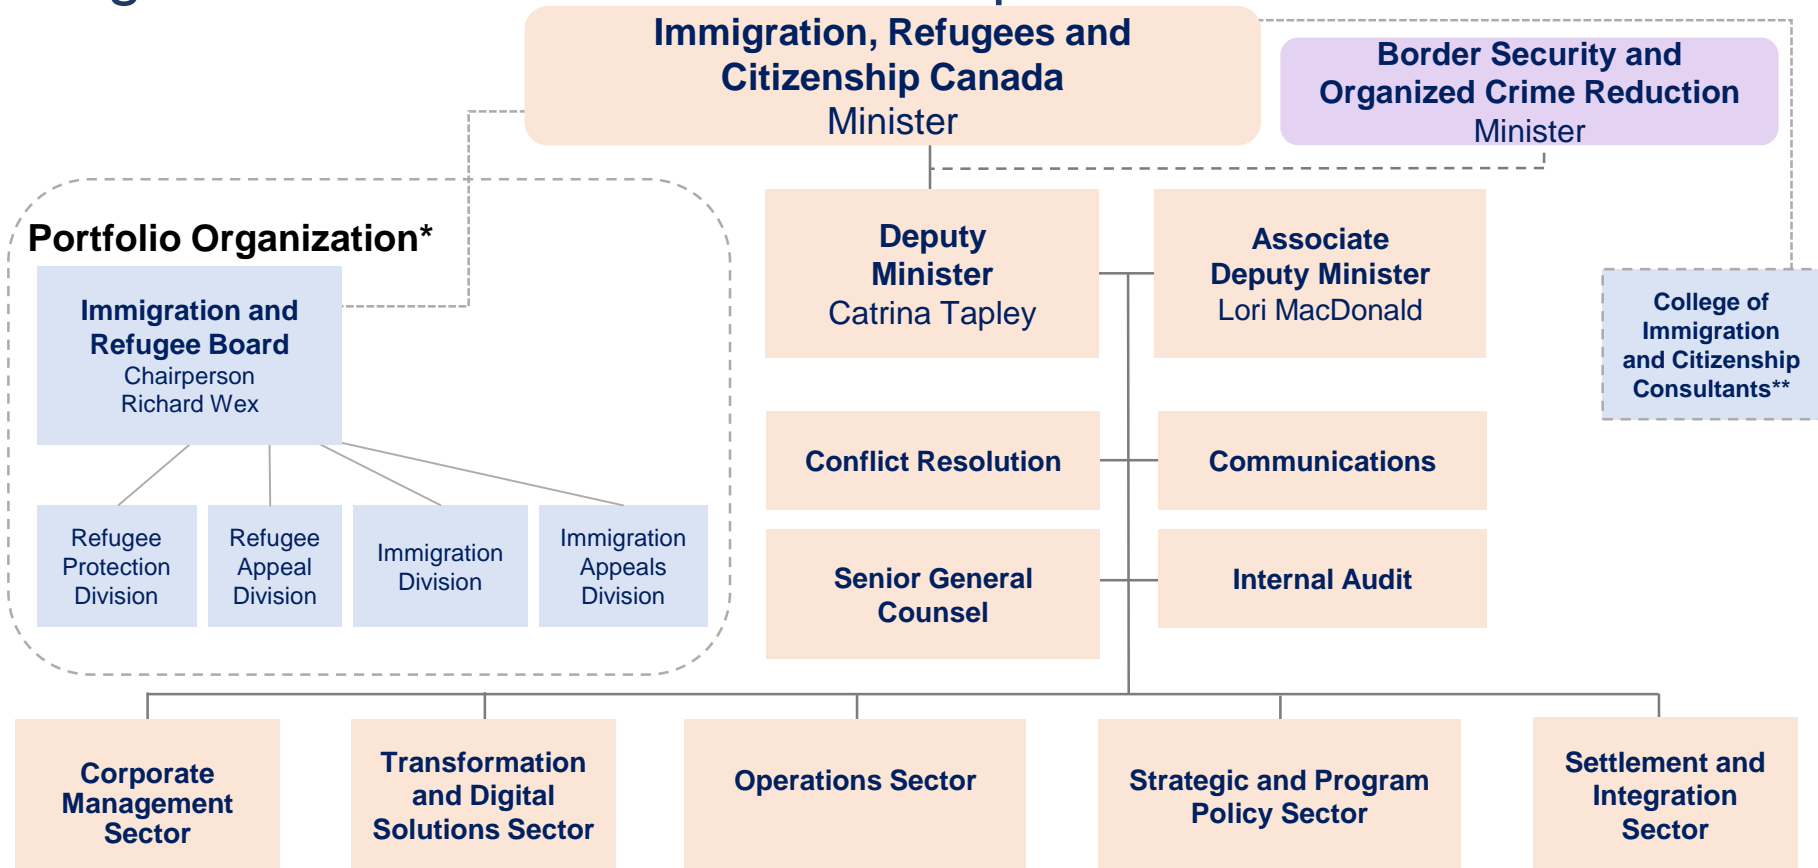 Immigration, Refugees and
Citizenship Canada
Minister
Border Security and
Organized Crime Reduction
Minister
Portfolio Organization*
Immigration and
Refugee Board
Chairperson
Richard Wex
Deputy
Minister
Catrina Tapley
Associate
Deputy Minister
Lori MacDonald
College of
Immigration
and Citizenship
Consultants**
Conflict Resolution
Communications
Refugee
Protection
Division
Refugee
Appeal
Division
Immigration
Division
Immigration
Appeals
Division
Senior General
Counsel
Internal Audit
Corporate
Management
Sector
Transformation
and Digital
Solutions Sector
Operations Sector
Strategic and Program
Policy Sector
Settlement and
Integration
Sector